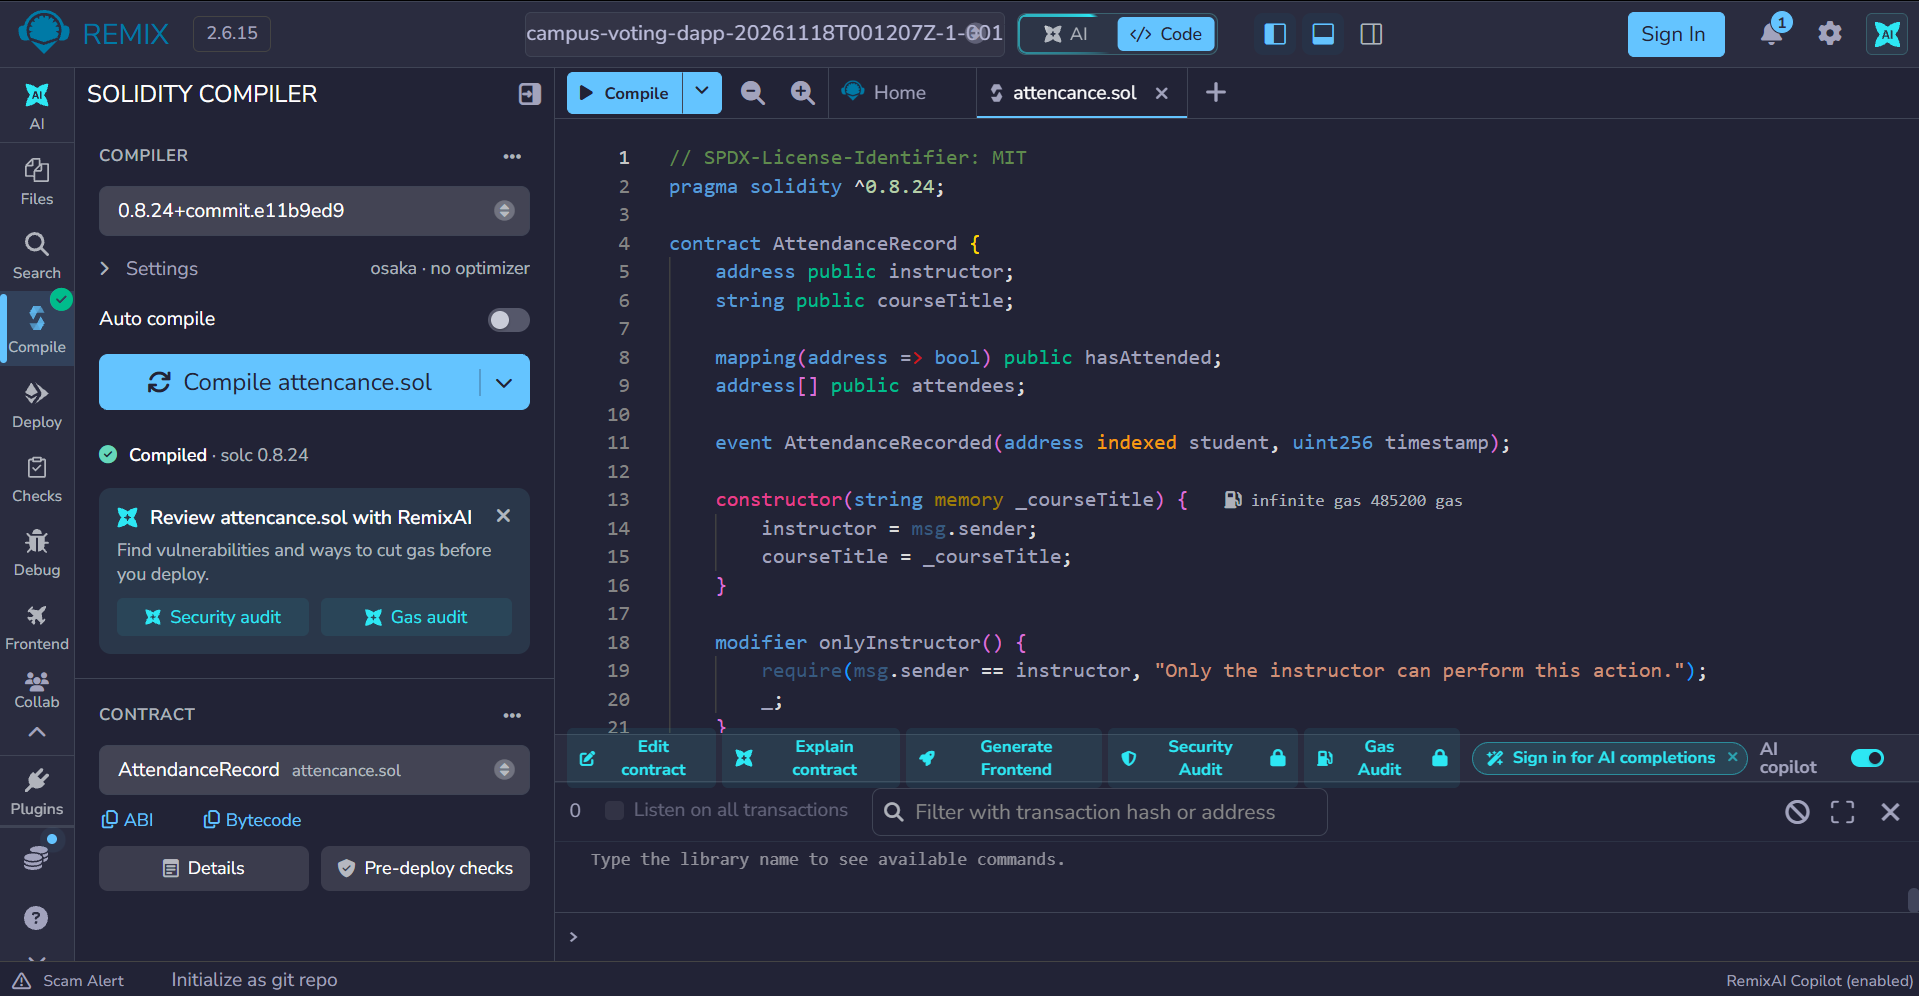 REMIX
2.6.15
campus-voting-dapp-20261118T001207Z-1-001
AI
Code
Sign In
1
AI
AI
AI
Files
Search
Compile
Deploy
Checks
Debug
Frontend
Collab
Plugins
SOLIDITY COMPILER
COMPILER
0.8.24+commit.e11b9ed9
Settings
osaka · no optimizer
Auto compile
Compile attencance.sol
Compiled · solc 0.8.24
Review attencance.sol with RemixAI
Find vulnerabilities and ways to cut gas before
you deploy.
Security audit
Gas audit
CONTRACT
AttendanceRecord attencance.sol
ABI
Bytecode
Details
Pre-deploy checks
Compile
Home
attencance.sol
1 // SPDX-License-Identifier: MIT
2 pragma solidity ^0.8.24;
3
4 contract AttendanceRecord {
5 address public instructor;
6 string public courseTitle;
7
8 mapping(address => bool) public hasAttended;
9 address[] public attendees;
10
11 event AttendanceRecorded(address indexed student, uint256 timestamp);
12
13 constructor(string memory _courseTitle) { infinite gas 485200 gas
14 instructor = msg.sender;
15 courseTitle = _courseTitle;
16 }
17
18 modifier onlyInstructor() {
19 require(msg.sender == instructor, "Only the instructor can perform this action.");
20 _;
21 }
Edit
contract
Explain
contract
Generate
Frontend
Security
Audit
Gas
Audit
Sign in for AI completions
AI
copilot
0
Listen on all transactions
Filter with transaction hash or address
Type the library name to see available commands.
>
Scam Alert
Initialize as git repo
RemixAI Copilot (enabled)